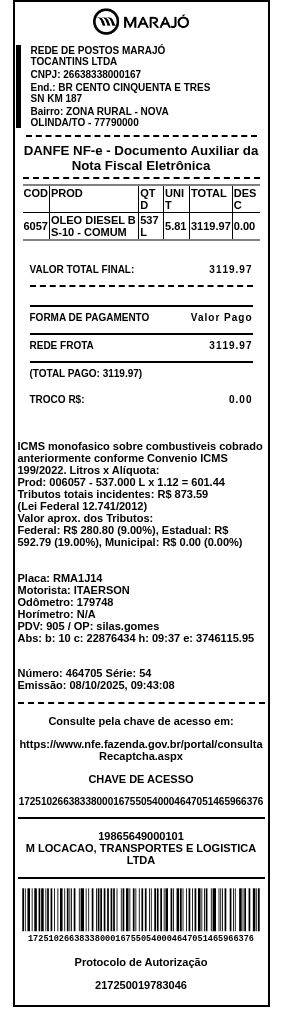 MARAJÓ
REDE DE POSTOS MARAJÓ
TOCANTINS LTDA
CNPJ: 26638338000167
End.: BR CENTO CINQUENTA E TRES
SN KM 187
Bairro: ZONA RURAL - NOVA
OLINDA/TO - 77790000
DANFE NF-e - Documento Auxiliar da
Nota Fiscal Eletrônica
COD PROD QTD UNIT TOTAL DESC
6057 OLEO DIESEL B S-10 - COMUM 537 L 5.81 3119.97 0.00
VALOR TOTAL FINAL: 3119.97
FORMA DE PAGAMENTO Valor Pago
REDE FROTA 3119.97
(TOTAL PAGO: 3119.97)
TROCO R$: 0.00
ICMS monofasico sobre combustiveis cobrado
anteriormente conforme Convenio ICMS
199/2022. Litros x Alíquota:
Prod: 006057 - 537.000 L x 1.12 = 601.44
Tributos totais incidentes: R$ 873.59
(Lei Federal 12.741/2012)
Valor aprox. dos Tributos:
Federal: R$ 280.80 (9.00%), Estadual: R$
592.79 (19.00%), Municipal: R$ 0.00 (0.00%)
Placa: RMA1J14
Motorista: ITAERSON
Odômetro: 179748
Horímetro: N/A
PDV: 905 / OP: silas.gomes
Abs: b: 10 c: 22876434 h: 09:37 e: 3746115.95
Número: 464705 Série: 54
Emissão: 08/10/2025, 09:43:08
Consulte pela chave de acesso em:
https://www.nfe.fazenda.gov.br/portal/consulta
Recaptcha.aspx
CHAVE DE ACESSO
17251026638338000167550540004647051465966376
19865649000101
M LOCACAO, TRANSPORTES E LOGISTICA
LTDA
17251026638338000167550540004647051465966376
Protocolo de Autorização
217250019783046